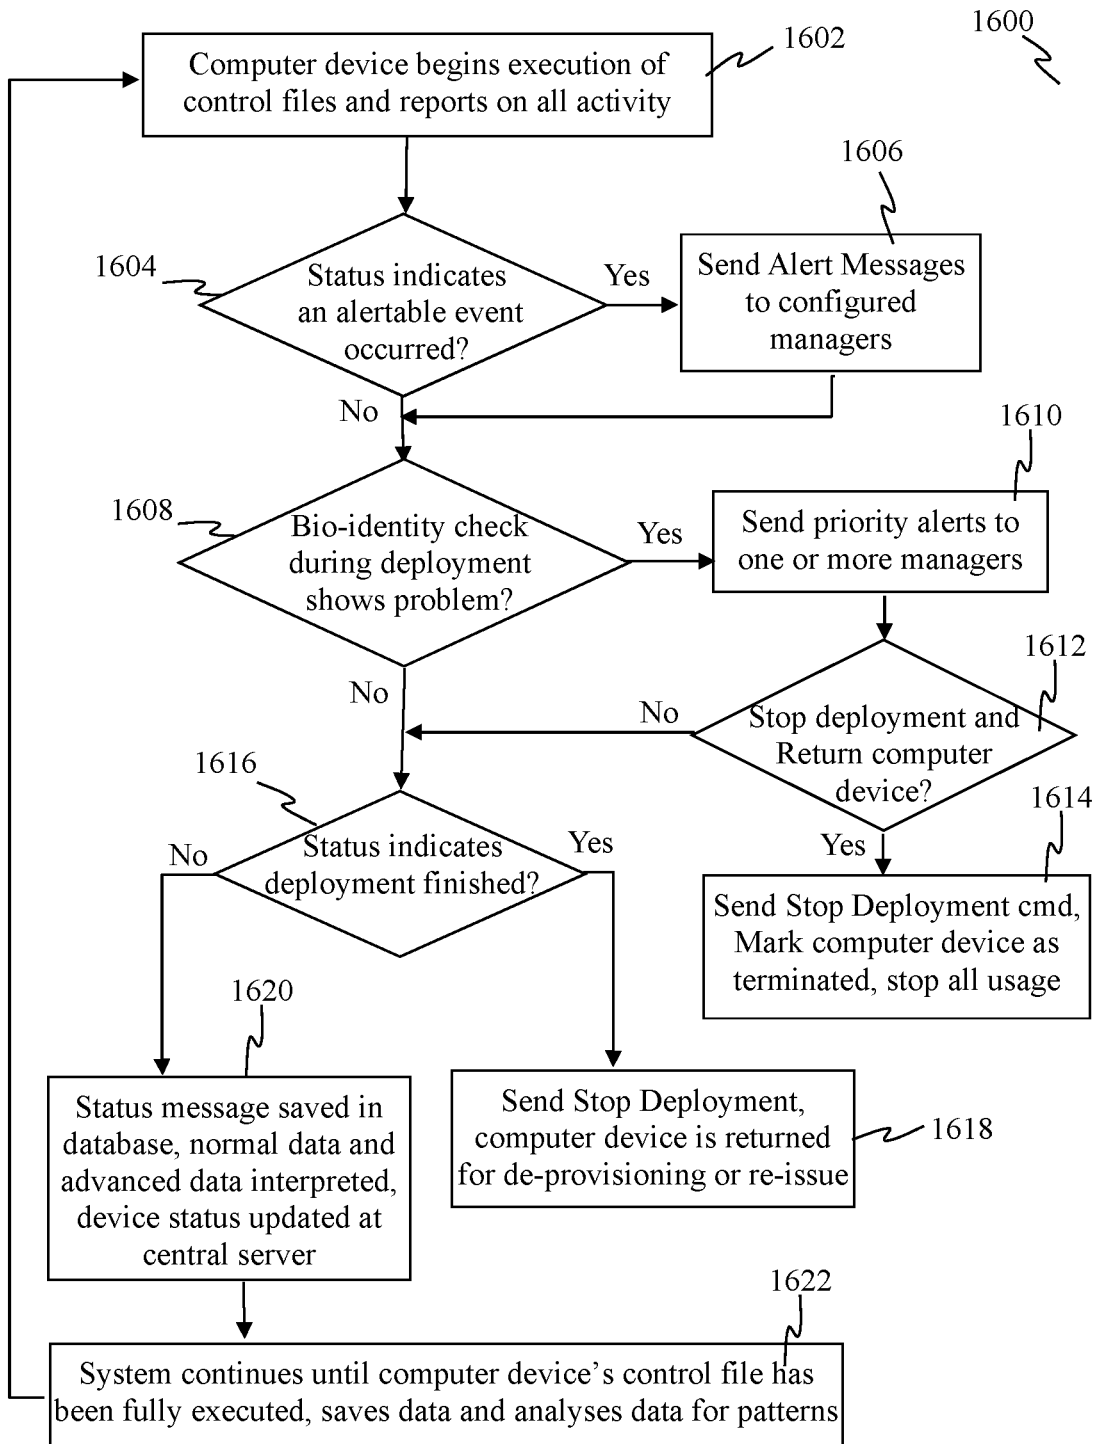 1600
1602
Computer device begins execution of
control files and reports on all activity
1604
Status indicates
an alertable event
occurred?
Yes
1606
Send Alert Messages
to configured
managers
No
1608
Bio-identity check
during deployment
shows problem?
Yes
1610
Send priority alerts to
one or more managers
No
1612
Stop deployment and
Return computer
device?
No
Yes
1614
Send Stop Deployment cmd,
Mark computer device as
terminated, stop all usage
1616
Status indicates
deployment finished?
No
Yes
1620
Status message saved in
database, normal data and
advanced data interpreted,
device status updated at
central server
Send Stop Deployment,
computer device is returned
for de-provisioning or re-issue
1618
1622
System continues until computer device's control file has
been fully executed, saves data and analyses data for patterns